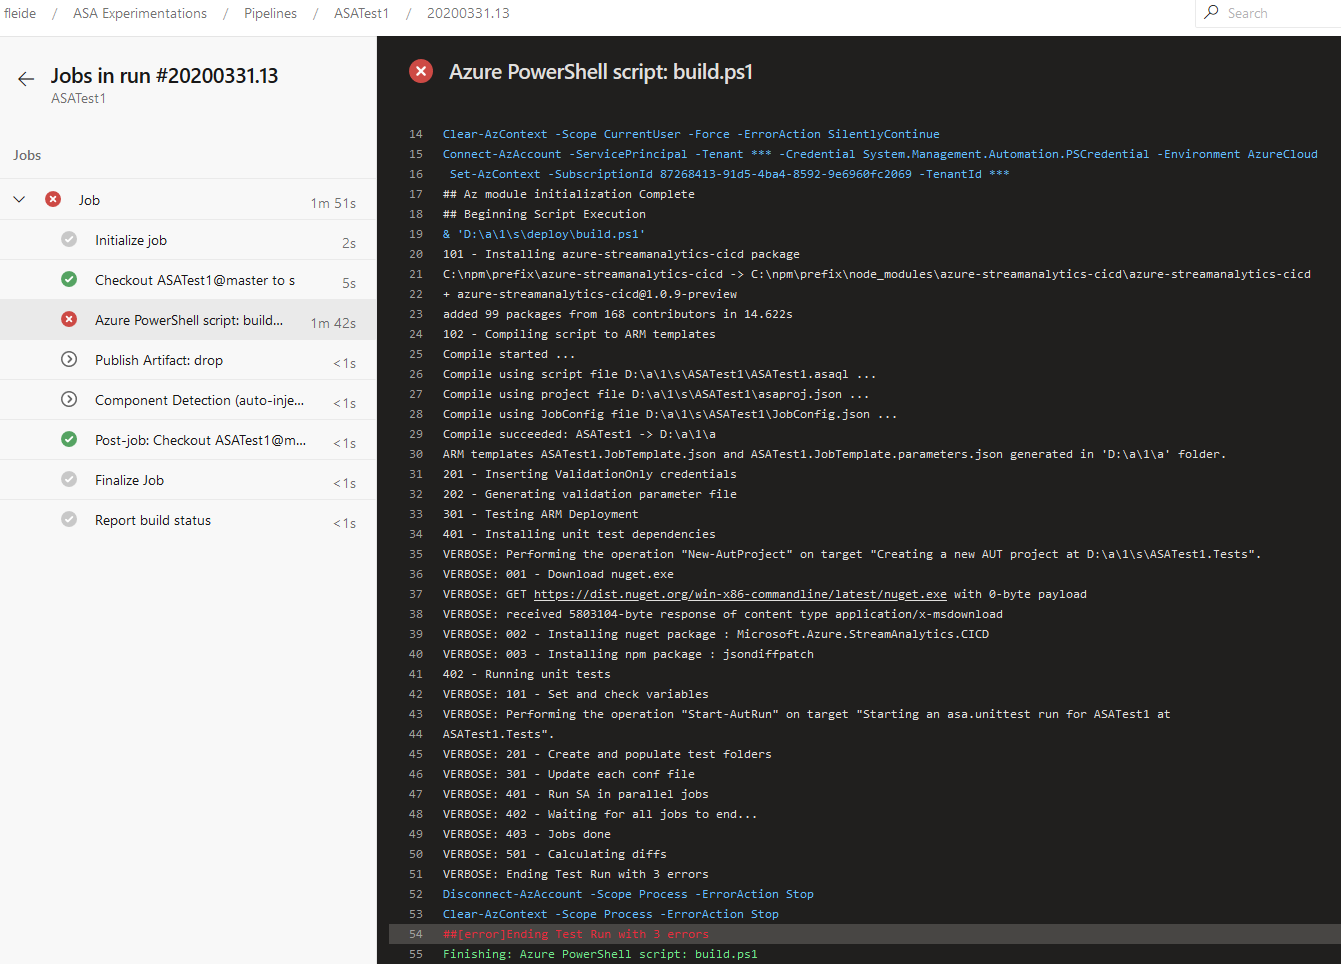 fleide / ASA Experimentations / Pipelines / ASATest1 / 20200331.13
Search
Jobs in run #20200331.13
ASATest1
Jobs
Job 1m 51s
Initialize job 2s
Checkout ASATest1@master to s 5s
Azure PowerShell script: build... 1m 42s
Publish Artifact: drop <1s
Component Detection (auto-inje... <1s
Post-job: Checkout ASATest1@m... <1s
Finalize Job <1s
Report build status <1s
Azure PowerShell script: build.ps1
14 Clear-AzContext -Scope CurrentUser -Force -ErrorAction SilentlyContinue
15 Connect-AzAccount -ServicePrincipal -Tenant *** -Credential System.Management.Automation.PSCredential -Environment AzureCloud
16 Set-AzContext -SubscriptionId 87268413-91d5-4ba4-8592-9e6960fc2069 -TenantId ***
17 ## Az module initialization Complete
18 ## Beginning Script Execution
19 & 'D:\a\1\s\deploy\build.ps1'
20 101 - Installing azure-streamanalytics-cicd package
21 C:\npm\prefix\azure-streamanalytics-cicd -> C:\npm\prefix\node_modules\azure-streamanalytics-cicd\azure-streamanalytics-cicd
22 + azure-streamanalytics-cicd@1.0.9-preview
23 added 99 packages from 168 contributors in 14.622s
24 102 - Compiling script to ARM templates
25 Compile started ...
26 Compile using script file D:\a\1\s\ASATest1\ASATest1.asaql ...
27 Compile using project file D:\a\1\s\ASATest1\asaproj.json ...
28 Compile using JobConfig file D:\a\1\s\ASATest1\JobConfig.json ...
29 Compile succeeded: ASATest1 -> D:\a\1\a
30 ARM templates ASATest1.JobTemplate.json and ASATest1.JobTemplate.parameters.json generated in 'D:\a\1\a' folder.
31 201 - Inserting ValidationOnly credentials
32 202 - Generating validation parameter file
33 301 - Testing ARM Deployment
34 401 - Installing unit test dependencies
35 VERBOSE: Performing the operation "New-AutProject" on target "Creating a new AUT project at D:\a\1\s\ASATest1.Tests".
36 VERBOSE: 001 - Download nuget.exe
37 VERBOSE: GET https://dist.nuget.org/win-x86-commandline/latest/nuget.exe with 0-byte payload
38 VERBOSE: received 5803104-byte response of content type application/x-msdownload
39 VERBOSE: 002 - Installing nuget package : Microsoft.Azure.StreamAnalytics.CICD
40 VERBOSE: 003 - Installing npm package : jsondiffpatch
41 402 - Running unit tests
42 VERBOSE: 101 - Set and check variables
43 VERBOSE: Performing the operation "Start-AutRun" on target "Starting an asa.unittest run for ASATest1 at
44 ASATest1.Tests".
45 VERBOSE: 201 - Create and populate test folders
46 VERBOSE: 301 - Update each conf file
47 VERBOSE: 401 - Run SA in parallel jobs
48 VERBOSE: 402 - Waiting for all jobs to end...
49 VERBOSE: 403 - Jobs done
50 VERBOSE: 501 - Calculating diffs
51 VERBOSE: Ending Test Run with 3 errors
52 Disconnect-AzAccount -Scope Process -ErrorAction Stop
53 Clear-AzContext -Scope Process -ErrorAction Stop
54 ##[error]Ending Test Run with 3 errors
55 Finishing: Azure PowerShell script: build.ps1